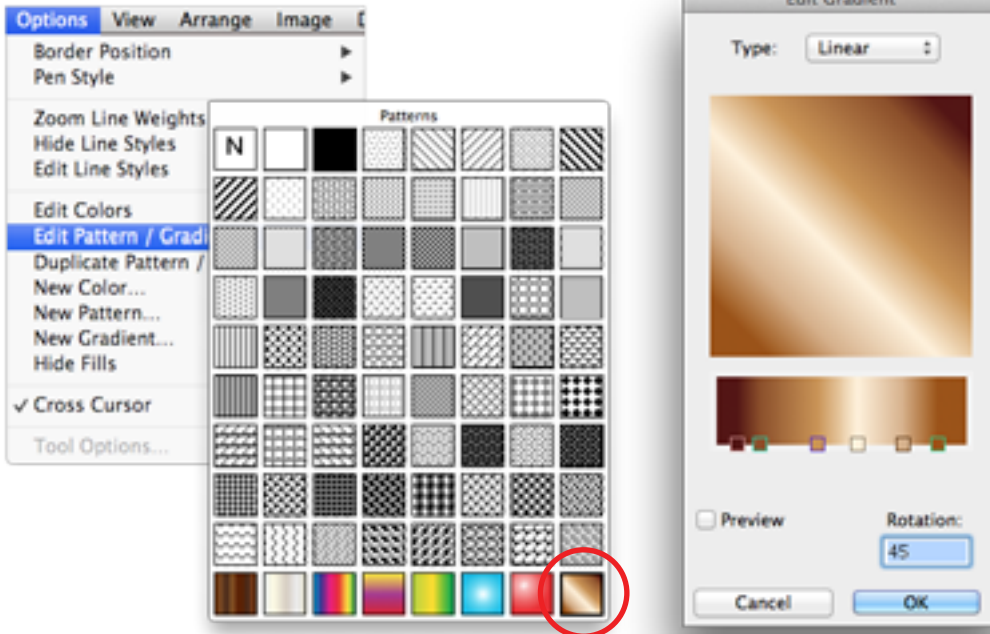 Options View Arrange Image
Border Position
Pen Style
Zoom Line Weights
Hide Line Styles
Edit Line Styles
Edit Colors
Edit Pattern / Gradi
Duplicate Pattern /
New Color...
New Pattern...
New Gradient...
Hide Fills
✓ Cross Cursor
Tool Options...
Patterns
N
Edit Gradient
Type: Linear
Preview
Rotation:
45
Cancel
OK